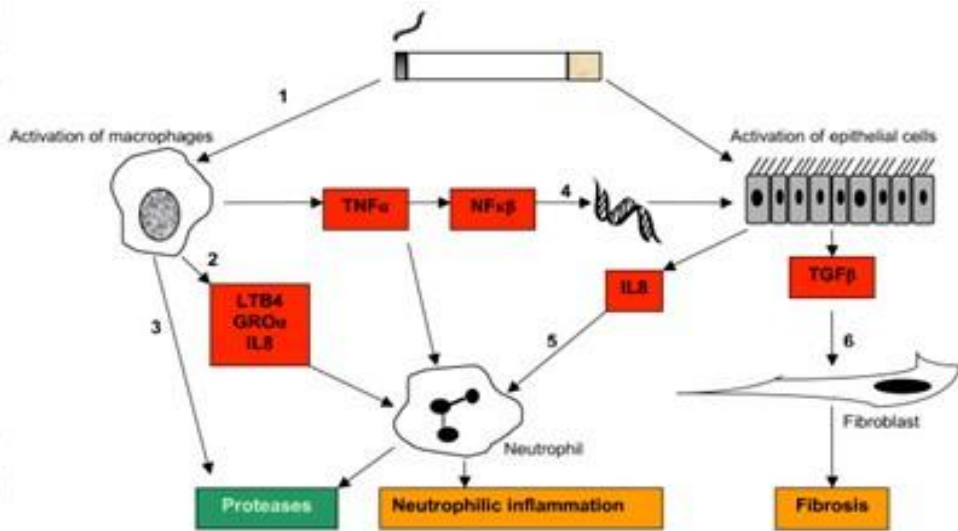 1
Activation of macrophages
Activation of epithelial cells
TNFα
NFκβ
4
2
LTB4
GROα
IL8
3
IL8
TGFβ
5
6
Neutrophil
Fibroblast
Proteases
Neutrophilic inflammation
Fibrosis